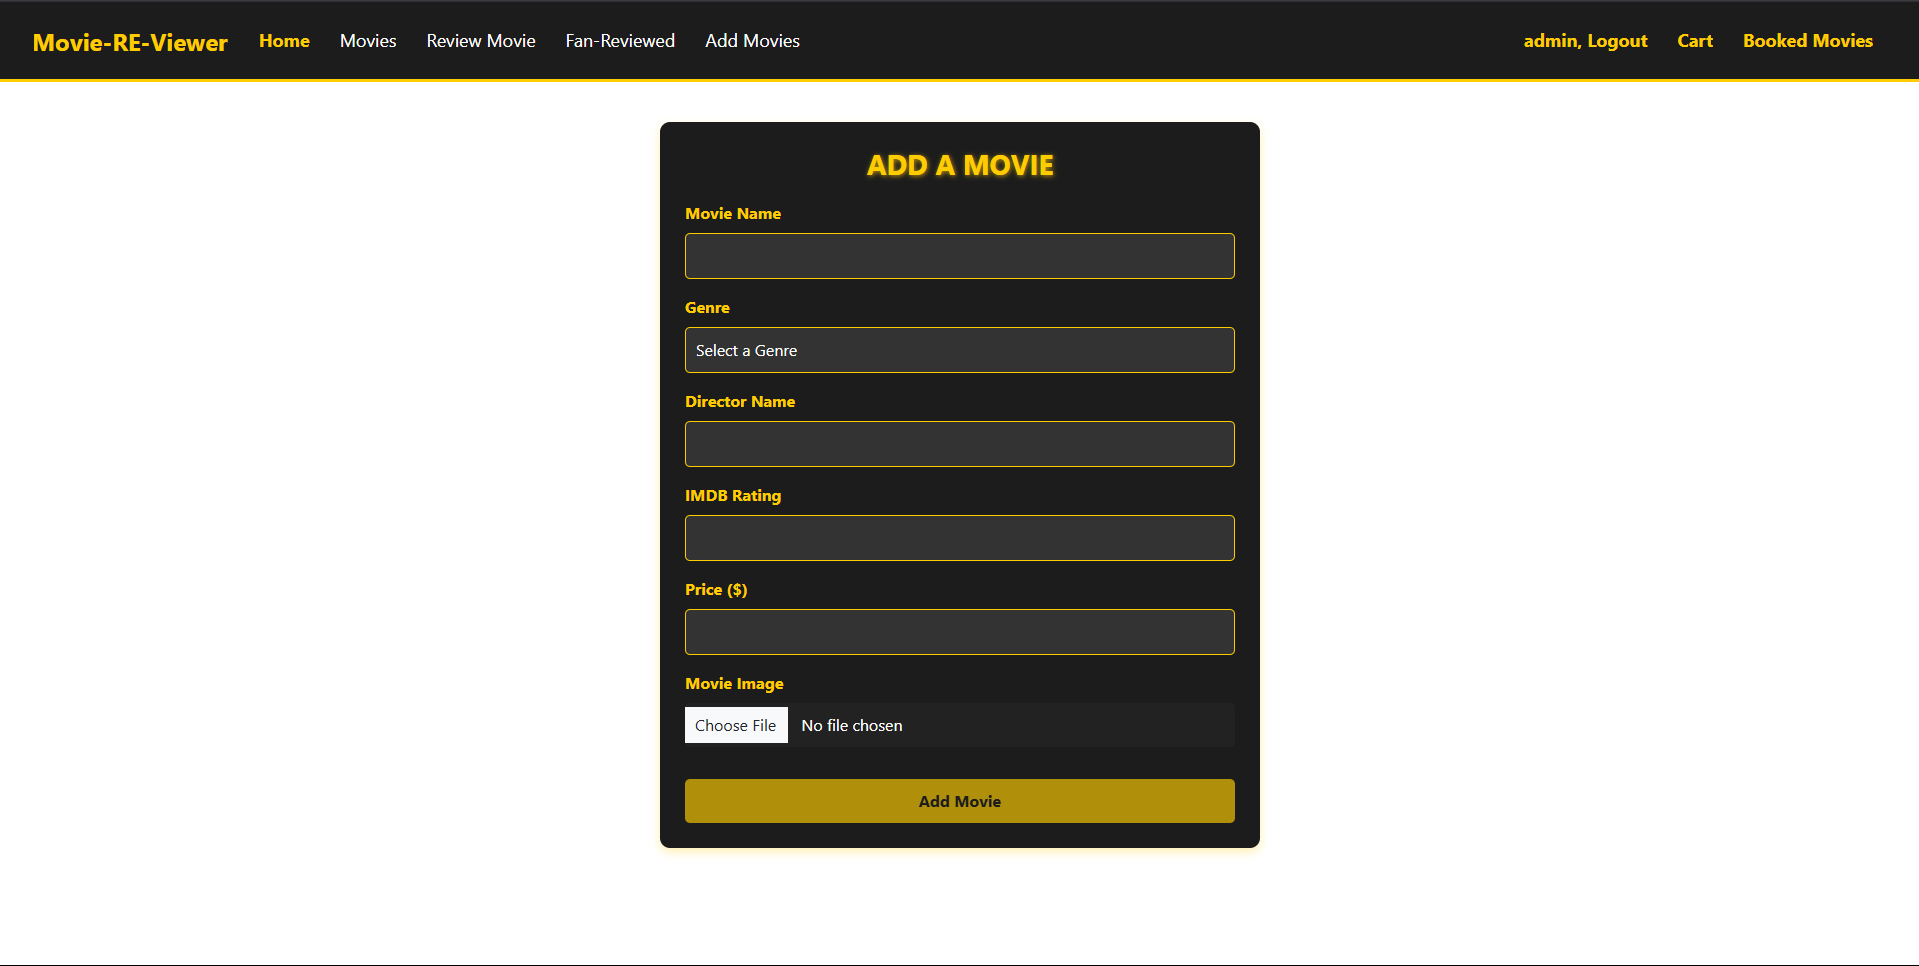 Movie-RE-Viewer Home Movies Review Movie Fan-Reviewed Add Movies admin, Logout Cart Booked Movies
ADD A MOVIE
Movie Name
Genre
Select a Genre
Director Name
IMDB Rating
Price ($)
Movie Image
Choose File No file chosen
Add Movie